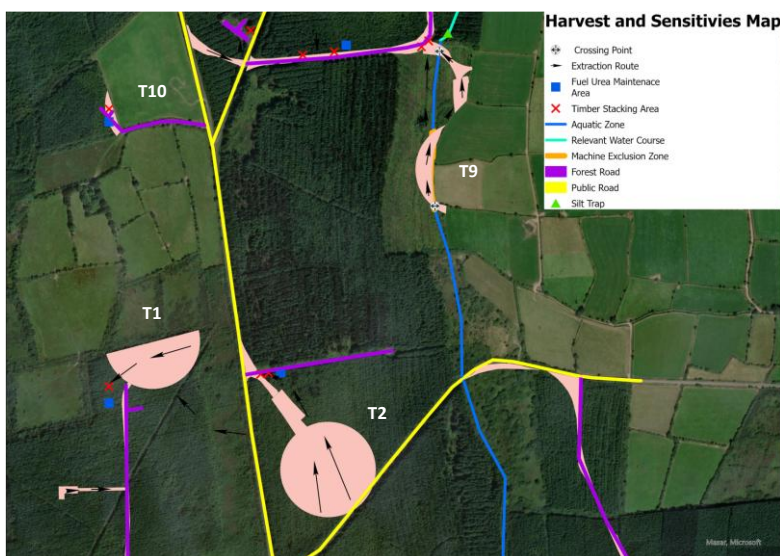 Harvest and Sensitivies Map
Crossing Point
Extraction Route
Fuel Urea Maintenace
Area
Timber Stacking Area
Aquatic Zone
Relevant Water Course
Machine Exclusion Zone
Forest Road
Public Road
Silt Trap
T10
T9
T1
T2
Maxar, Microsoft